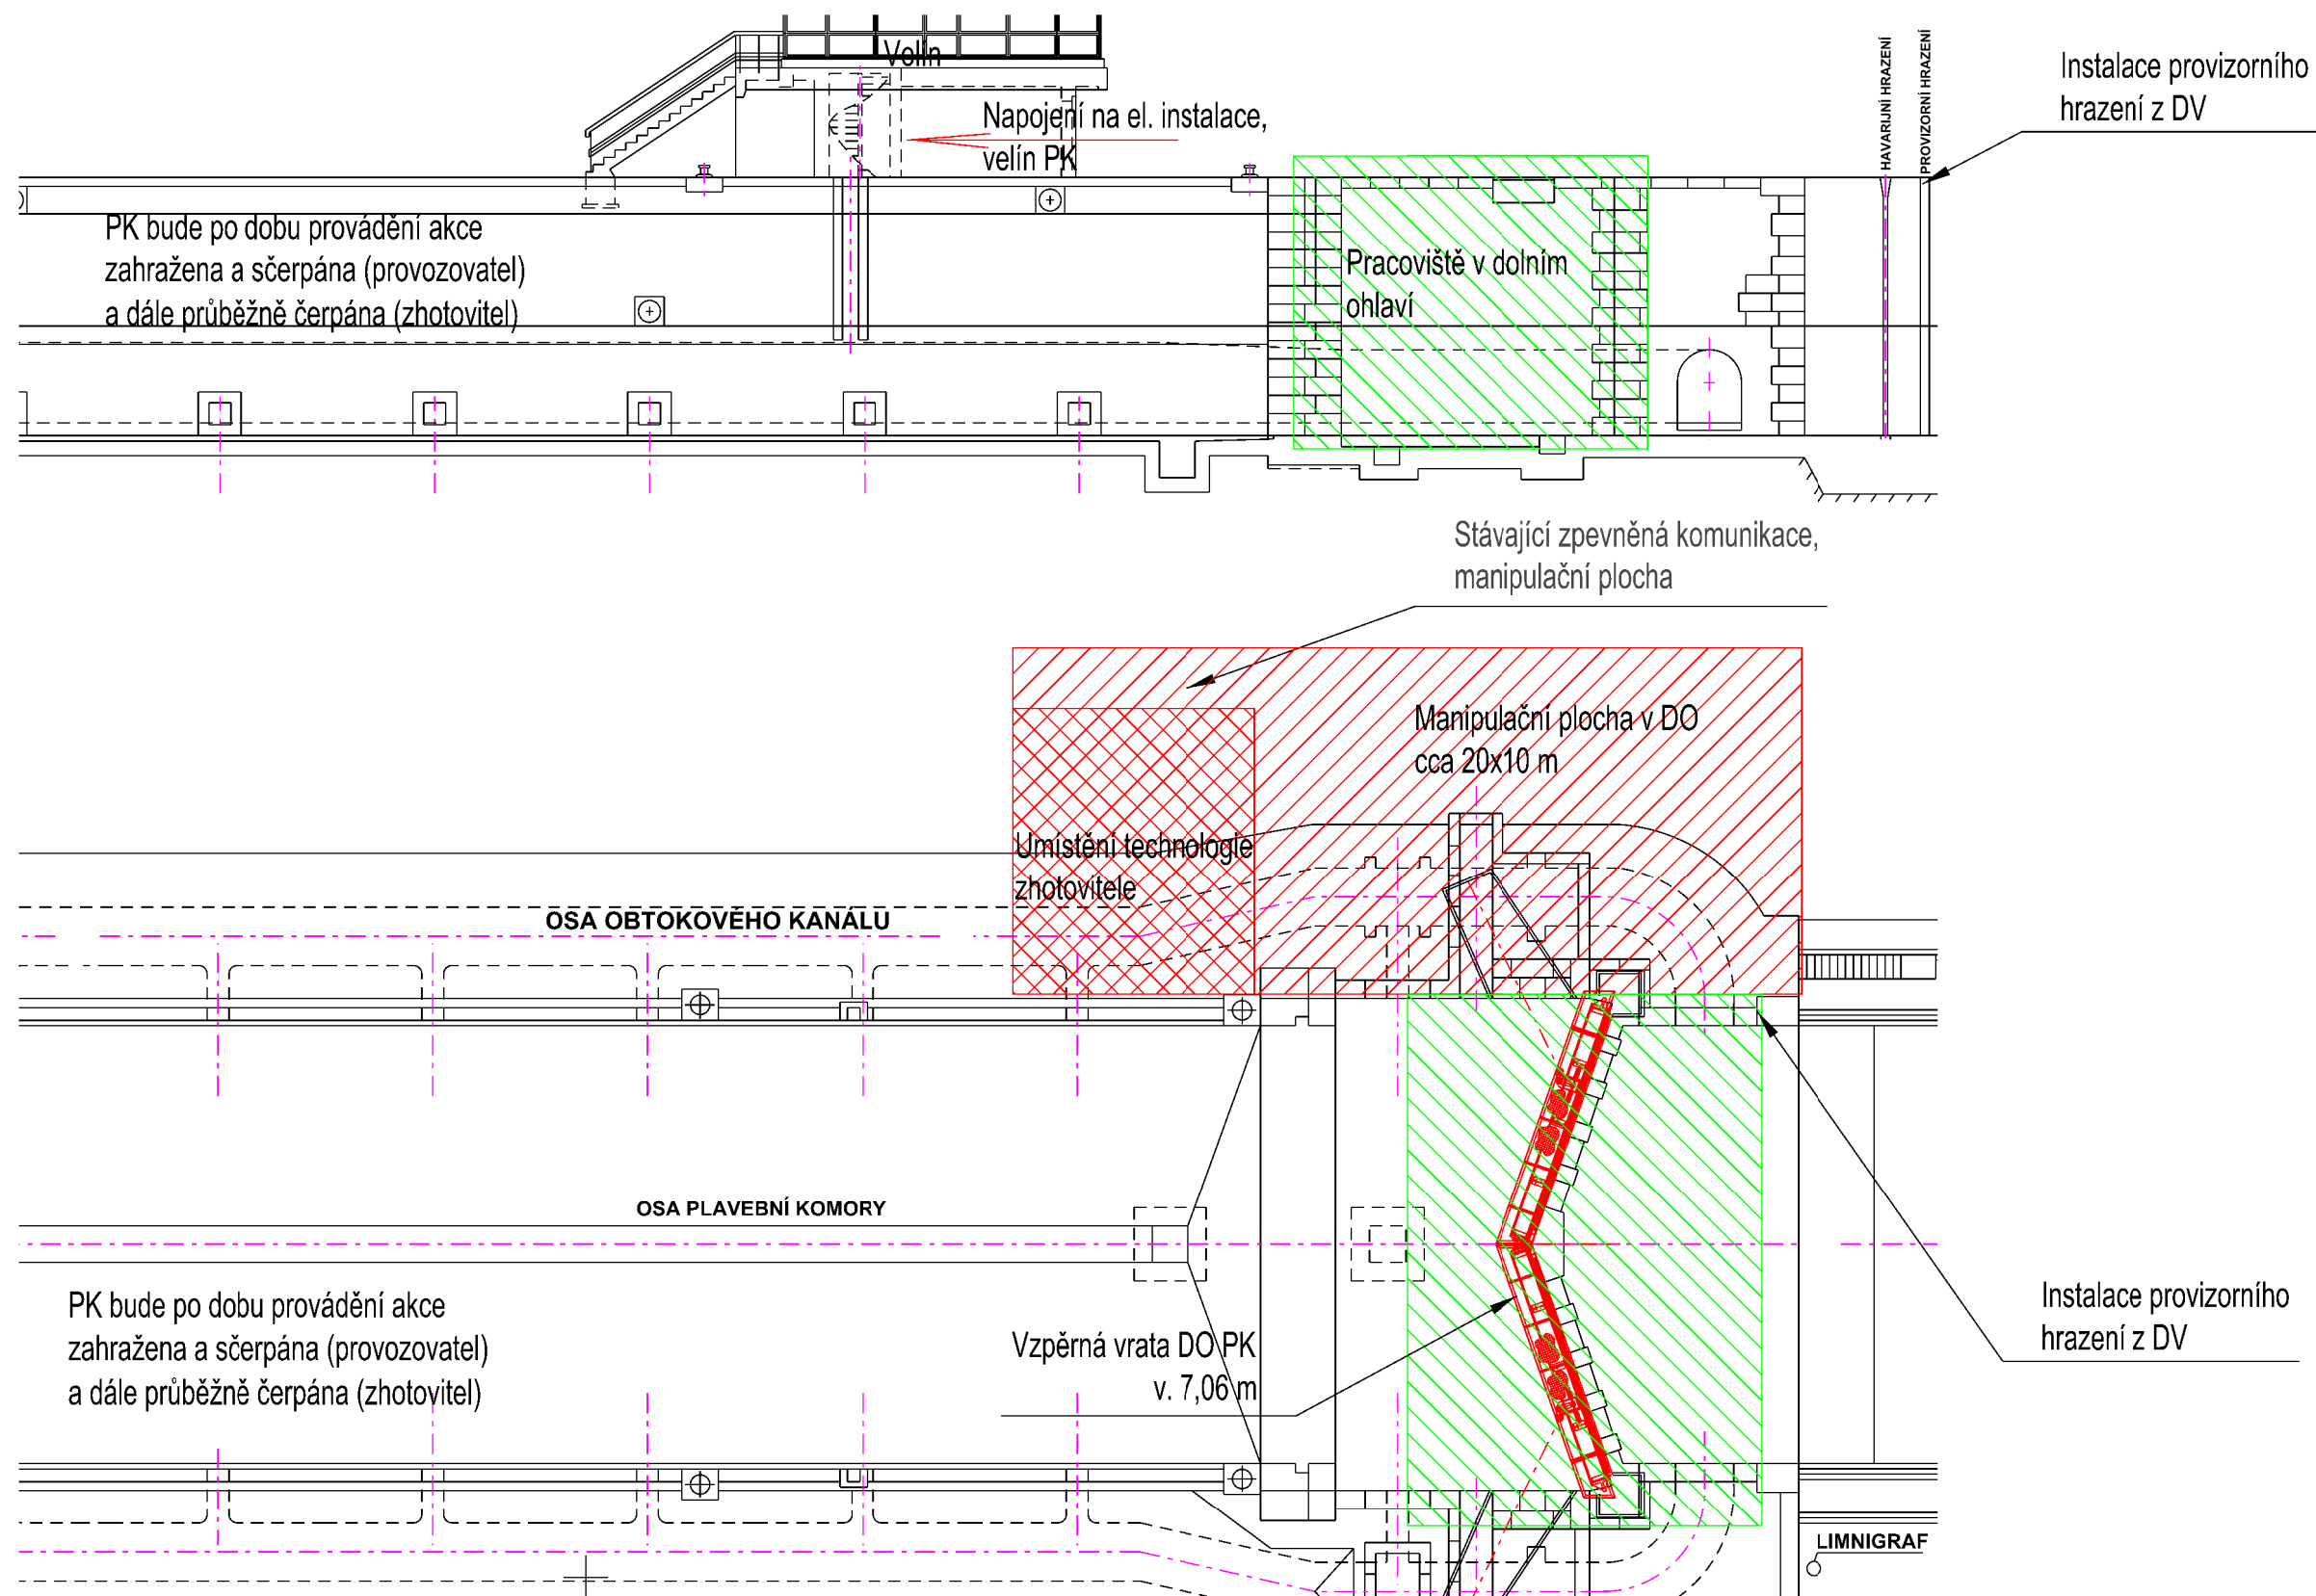 Volín
Napojení na el. instalace,
velín PK
HAVARIJNÍ HRAZENÍ
PROVIZORNÍ HRAZENÍ
Instalace provizorního
hrazení z DV
PK bude po dobu provádění akce
zahražena a sčerpána (provozovatel)
a dále průběžně čerpána (zhotovitel)
Pracoviště v dolním
ohlaví
Stávající zpevněná komunikace,
manipulační plocha
Manipulační plocha v DO
cca 20x10 m
Umístění technologie
zhotovitele
OSA OBTOKOVÉHO KANÁLU
OSA PLAVEBNÍ KOMORY
PK bude po dobu provádění akce
zahražena a sčerpána (provozovatel)
a dále průběžně čerpána (zhotovitel)
Vzpěrná vrata DO PK
v. 7,06 m
Instalace provizorního
hrazení z DV
LIMNIGRAF